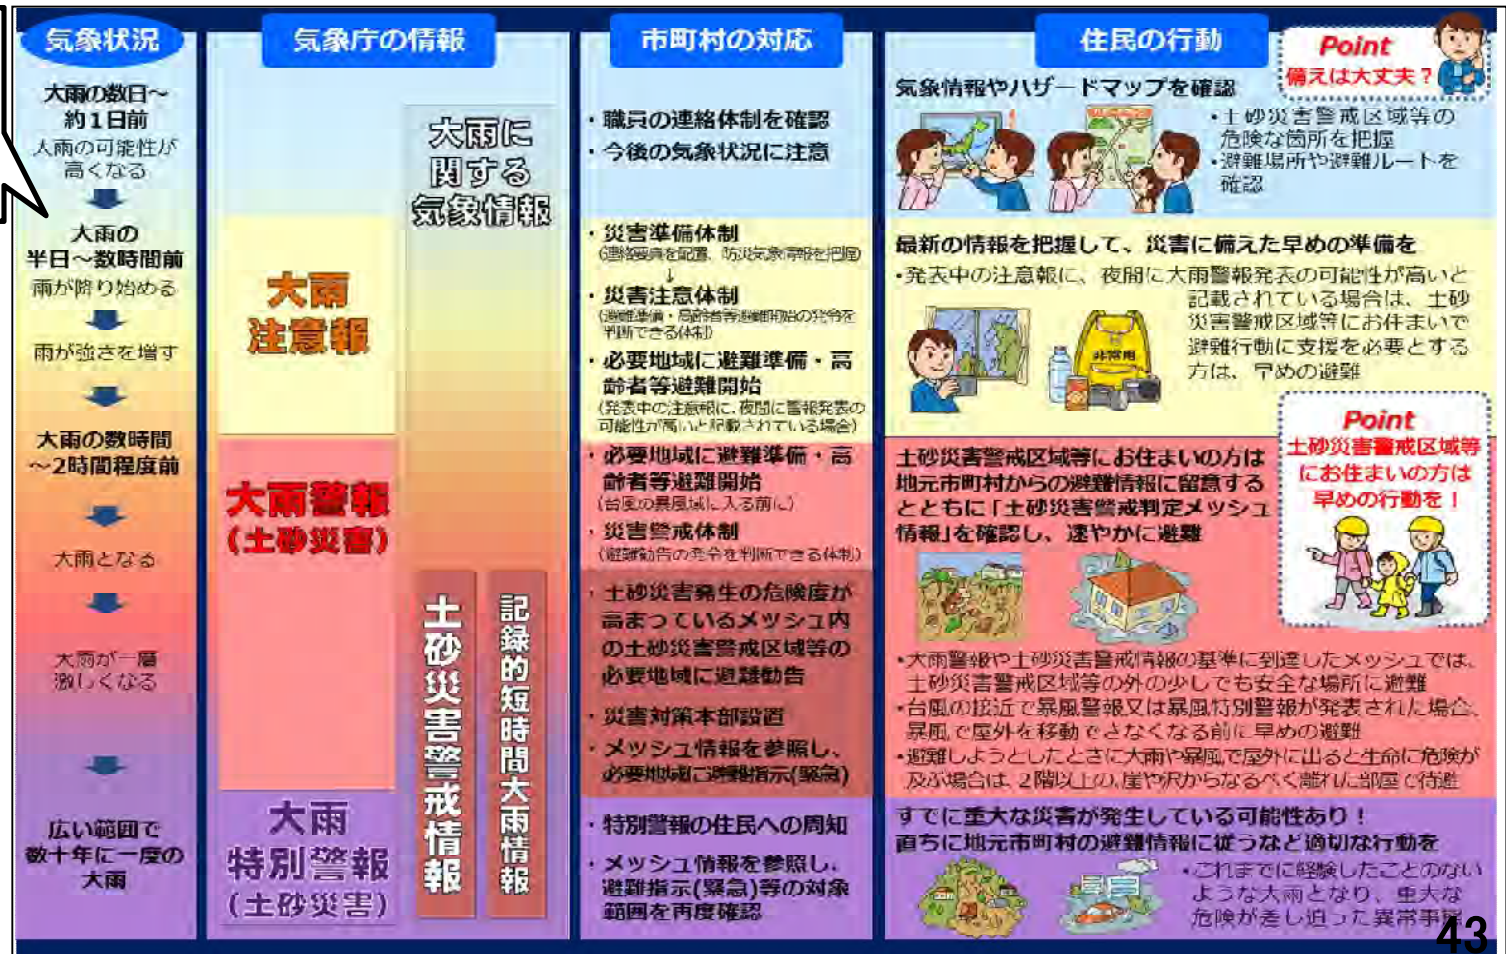 気象状況
大雨の数日～
約1日前
大雨の可能性が
高くなる
大雨の
半日～数時間前
雨が降り始める
雨が強さを増す
大雨の数時間
～2時間程度前
大雨となる
大雨が一層
激しくなる
広い範囲で
数十年に一度の
大雨
気象庁の情報
大雨に
関する
気象情報
大雨
注意報
大雨警報
(土砂災害)
大雨
特別警報
(土砂災害)
土砂災害警戒情報
記録的短時間大雨情報
市町村の対応
・職員の連絡体制を確認
・今後の気象状況に注意
・災害準備体制
(連絡要員を配置、防災気象情報を把握)
↓
・災害注意体制
(避難準備・高齢者等避難開始の発令を
判断できる体制)
・必要地域に避難準備・高
齢者等避難開始
(発表中の注意報に、夜間に警報発表の
可能性が高いと記載されている場合)
・必要地域に避難準備・高
齢者等避難開始
(台風の暴風域に入る前に)
・災害警戒体制
(避難勧告の発令を判断できる体制)
・土砂災害発生の危険度が
高まっているメッシュ内
の土砂災害警戒区域等の
必要地域に避難勧告
・災害対策本部設置
・メッシュ情報を参照し、
必要地域に避難指示(緊急)
・特別警報の住民への周知
・メッシュ情報を参照し、
避難指示(緊急)等の対象
範囲を再度確認
住民の行動
Point
備えは大丈夫？
気象情報やハザードマップを確認
・土砂災害警戒区域等の
危険な箇所を把握
・避難場所や避難ルートを
確認
最新の情報を把握して、災害に備えた早めの準備を
・発表中の注意報に、夜間に大雨警報発表の可能性が高いと
記載されている場合は、土砂
災害警戒区域等にお住まいで
避難行動に支援を必要とする
方は、早めの避難
非常用
Point
土砂災害警戒区域等
にお住まいの方は
早めの行動を！
土砂災害警戒区域等にお住まいの方は
地元市町村からの避難情報に留意する
とともに「土砂災害警戒判定メッシュ
情報」を確認し、速やかに避難
・大雨警報や土砂災害警戒情報の基準に到達したメッシュでは、
土砂災害警戒区域等の外の少しでも安全な場所に避難
・台風の接近で暴風警報又は暴風特別警報が発表された場合、
暴風で屋外を移動できなくなる前に早めの避難
・避難しようとしたときに大雨や暴風で屋外に出ると生命に危険が
及ぶ場合は、2階以上の、崖や沢からなるべく離れた部屋で待避
すでに重大な災害が発生している可能性あり！
直ちに地元市町村の避難情報に従うなど適切な行動を
・これまでに経験したことのない
ような大雨となり、重大な
危険が差し迫った異常事態
43